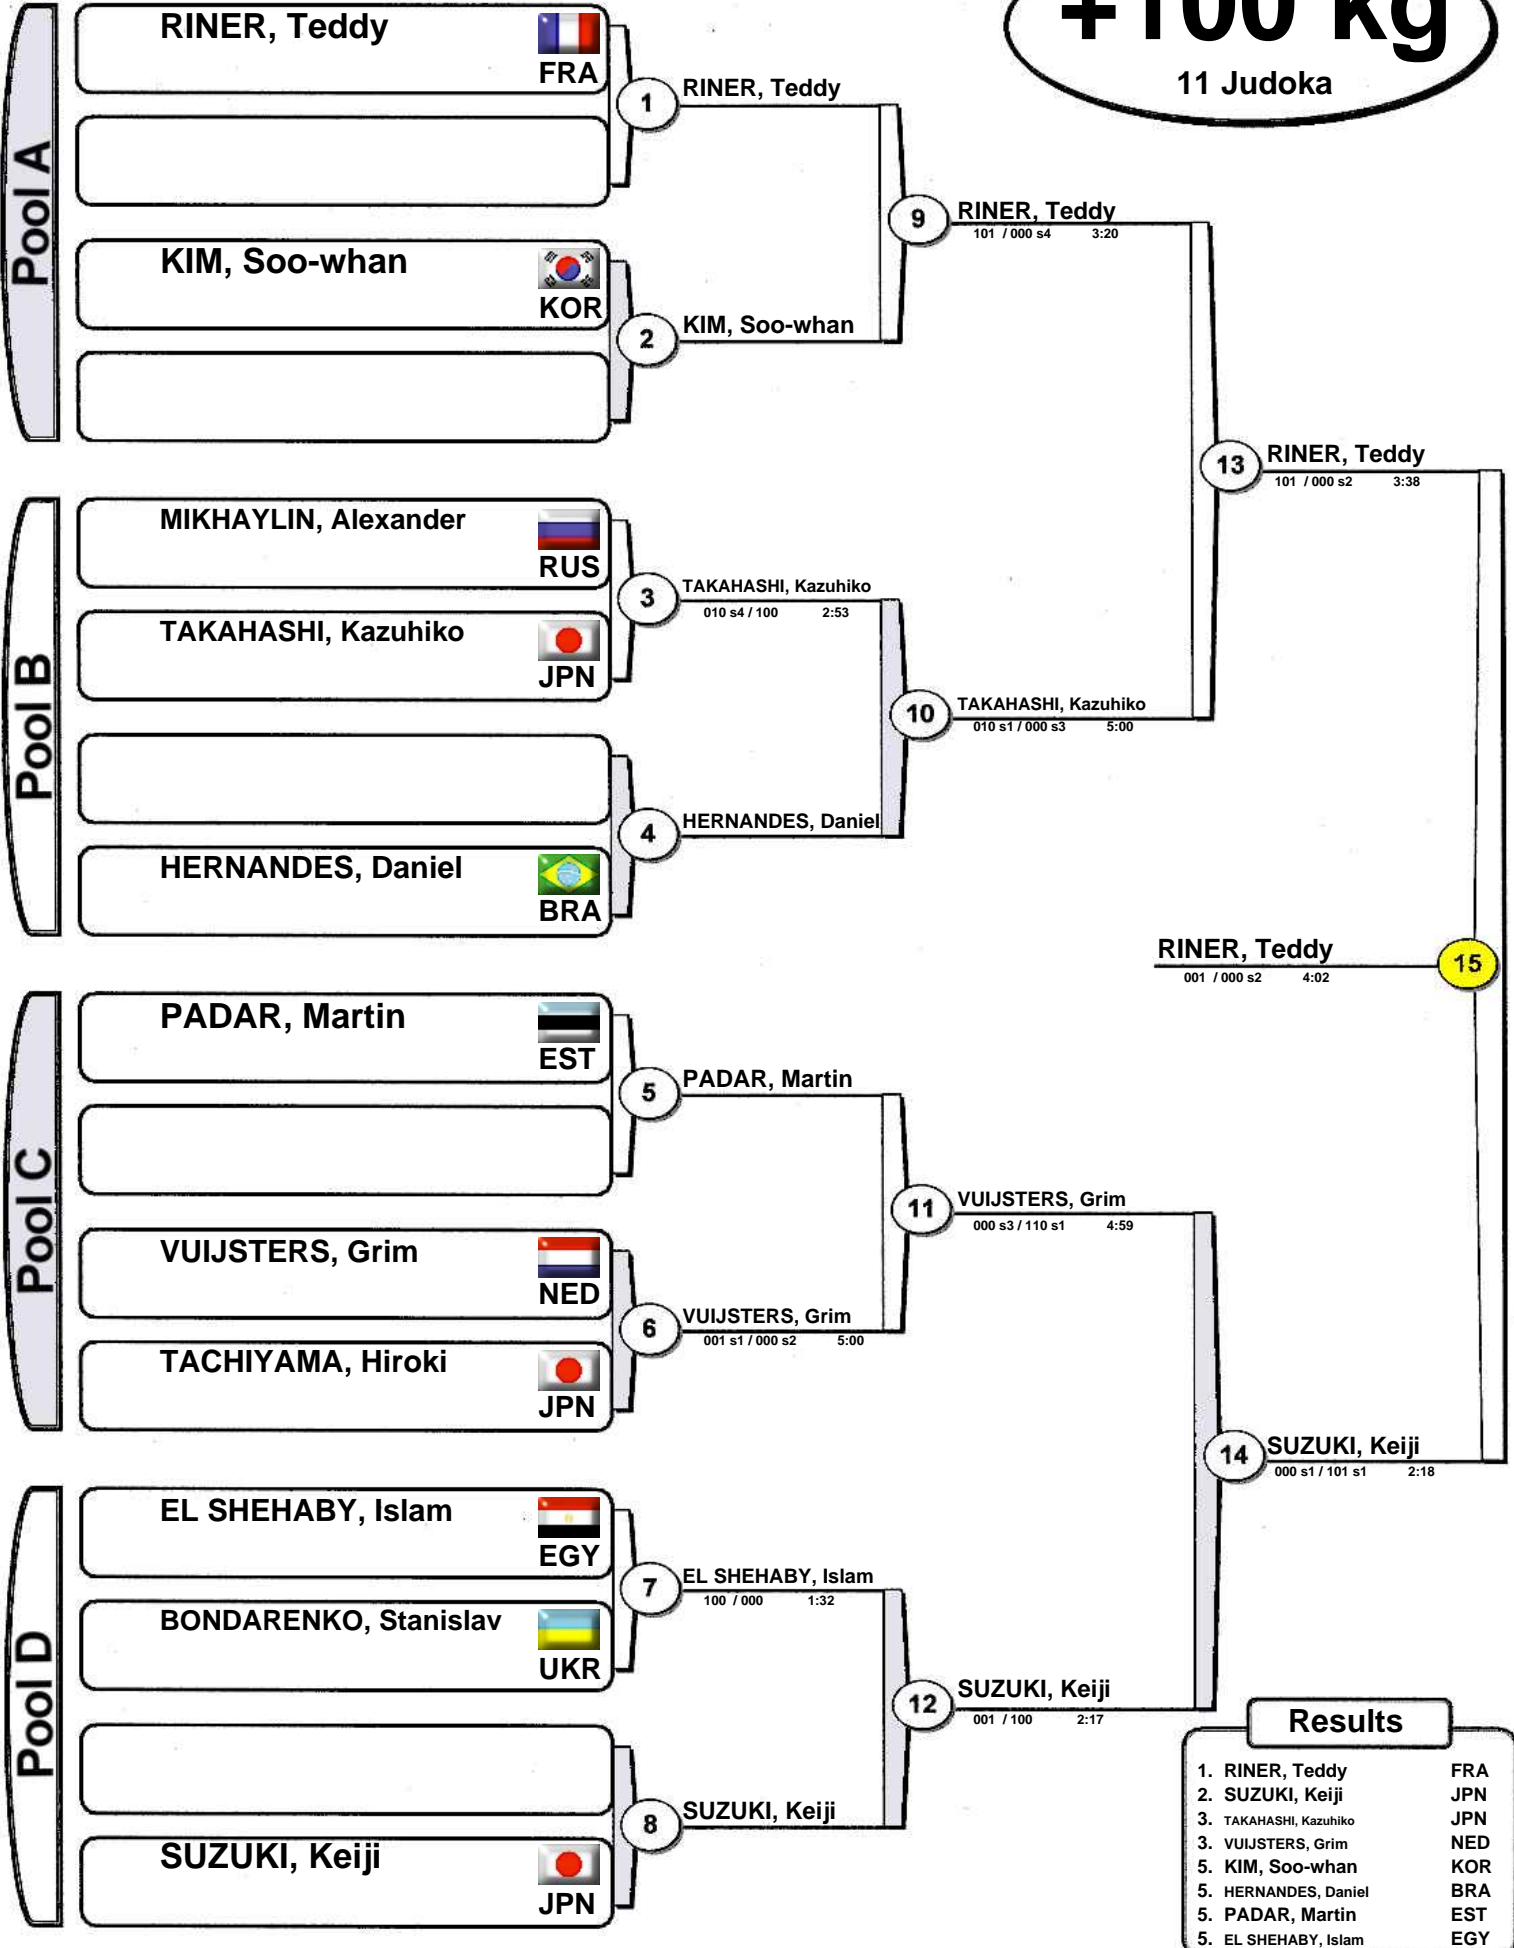 +100 kg
11 Judoka
Pool A
RINER, Teddy
FRA
KIM, Soo-whan
KOR
1
RINER, Teddy
2
KIM, Soo-whan
9
RINER, Teddy
101 / 000 s4 3:20
Pool B
MIKHAYLIN, Alexander
RUS
TAKAHASHI, Kazuhiko
JPN
HERNANDES, Daniel
BRA
3
TAKAHASHI, Kazuhiko
010 s4 / 100 2:53
4
HERNANDES, Daniel
10
TAKAHASHI, Kazuhiko
010 s1 / 000 s3 5:00
13
RINER, Teddy
101 / 000 s2 3:38
RINER, Teddy
001 / 000 s2 4:02
15
Pool C
PADAR, Martin
EST
VUIJSTERS, Grim
NED
TACHIYAMA, Hiroki
JPN
5
PADAR, Martin
6
VUIJSTERS, Grim
001 s1 / 000 s2 5:00
11
VUIJSTERS, Grim
000 s3 / 110 s1 4:59
Pool D
EL SHEHABY, Islam
EGY
BONDARENKO, Stanislav
UKR
SUZUKI, Keiji
JPN
7
EL SHEHABY, Islam
100 / 000 1:32
8
SUZUKI, Keiji
12
SUZUKI, Keiji
001 / 100 2:17
14
SUZUKI, Keiji
000 s1 / 101 s1 2:18
Results
1. RINER, Teddy FRA
2. SUZUKI, Keiji JPN
3. TAKAHASHI, Kazuhiko JPN
3. VUIJSTERS, Grim NED
5. KIM, Soo-whan KOR
5. HERNANDES, Daniel BRA
5. PADAR, Martin EST
5. EL SHEHABY, Islam EGY